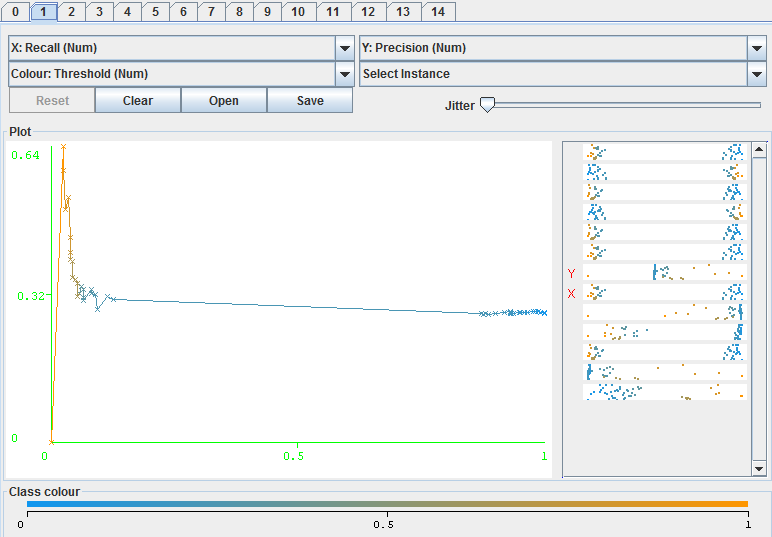 0 1 2 3 4 5 6 7 8 9 10 11 12 13 14
X: Recall (Num) Y: Precision (Num)
Colour: Threshold (Num) Select Instance
Reset Clear Open Save Jitter
Plot
0.64
Y
X
0.32
0
0 0.5 1
Class colour
0 0.5 1